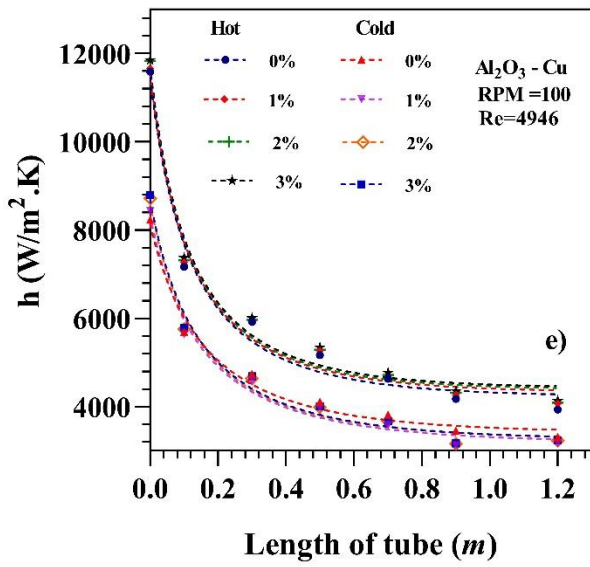 Hot Cold
0% 0%
1% 1%
2% 2%
3% 3%
Al₂O₃ - Cu
RPM =100
Re=4946
h (W/m².K)
12000
10000
8000
6000
4000
e)
0.0 0.2 0.4 0.6 0.8 1.0 1.2
Length of tube (m)